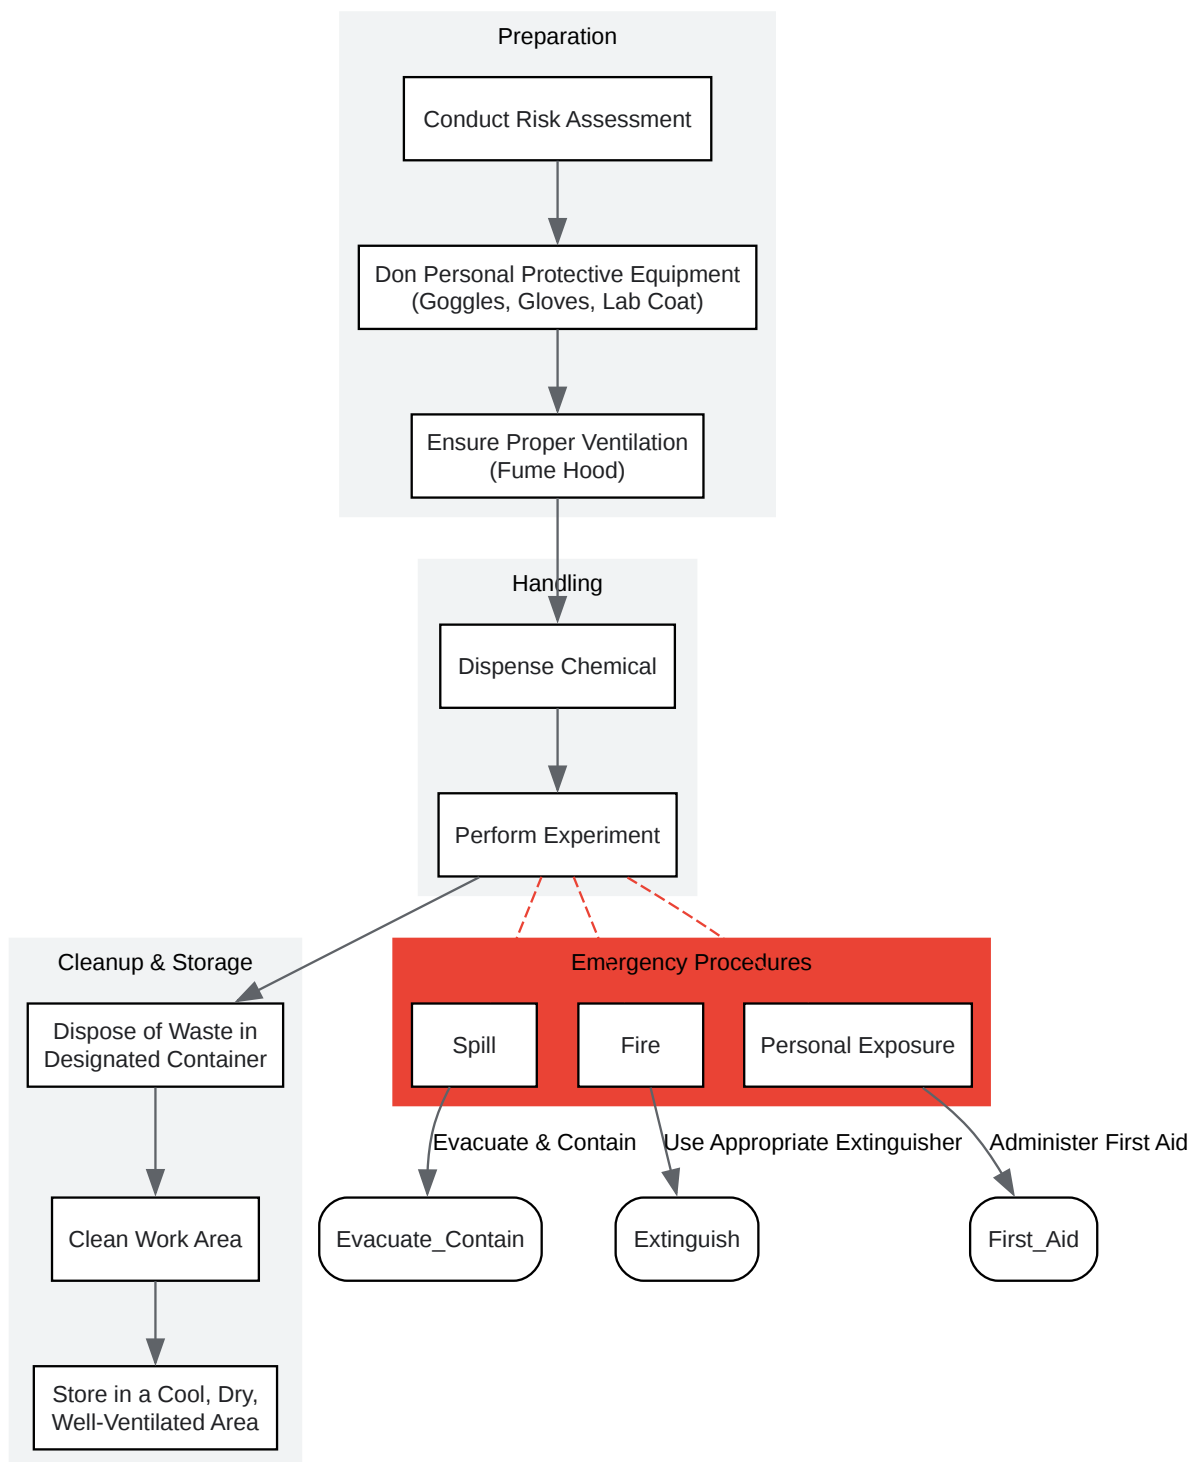 Preparation
Conduct Risk Assessment
Don Personal Protective Equipment
(Goggles, Gloves, Lab Coat)
Ensure Proper Ventilation
(Fume Hood)
Handling
Dispense Chemical
Perform Experiment
Cleanup & Storage
Emergency Procedures
Dispose of Waste in
Designated Container
Spill
Fire
Personal Exposure
Evacuate & Contain
Use Appropriate Extinguisher
Administer First Aid
Clean Work Area
Evacuate_Contain
Extinguish
First_Aid
Store in a Cool, Dry,
Well-Ventilated Area